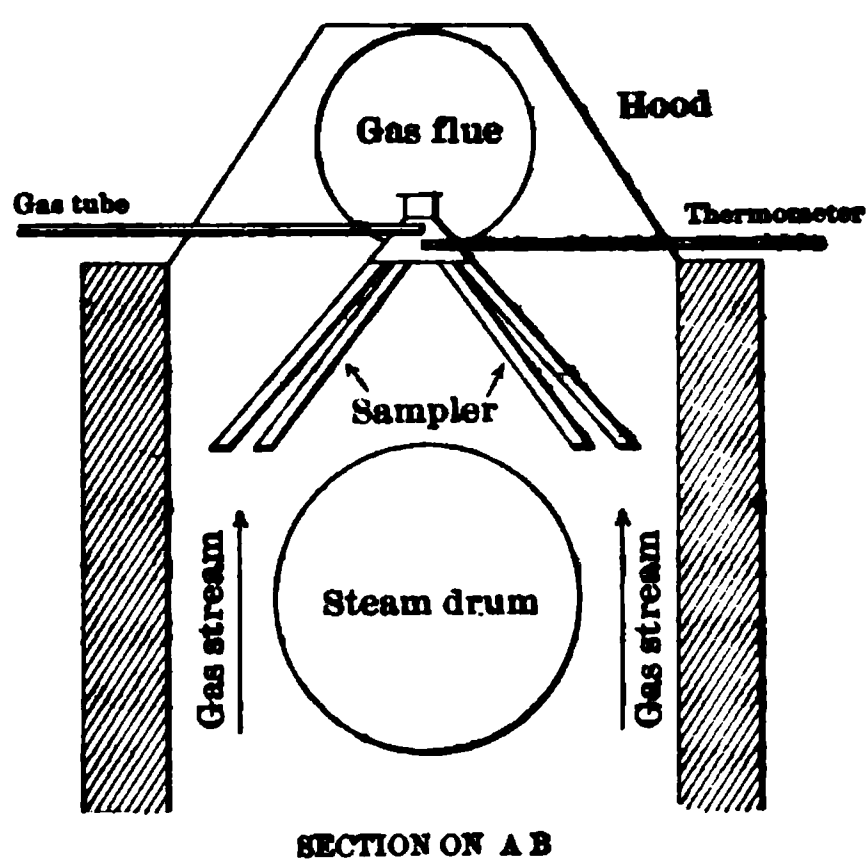 Gas flue
Hood
Gas tube
Thermometer
Sampler
Gas stream
Steam drum
Gas stream
SECTION ON A B